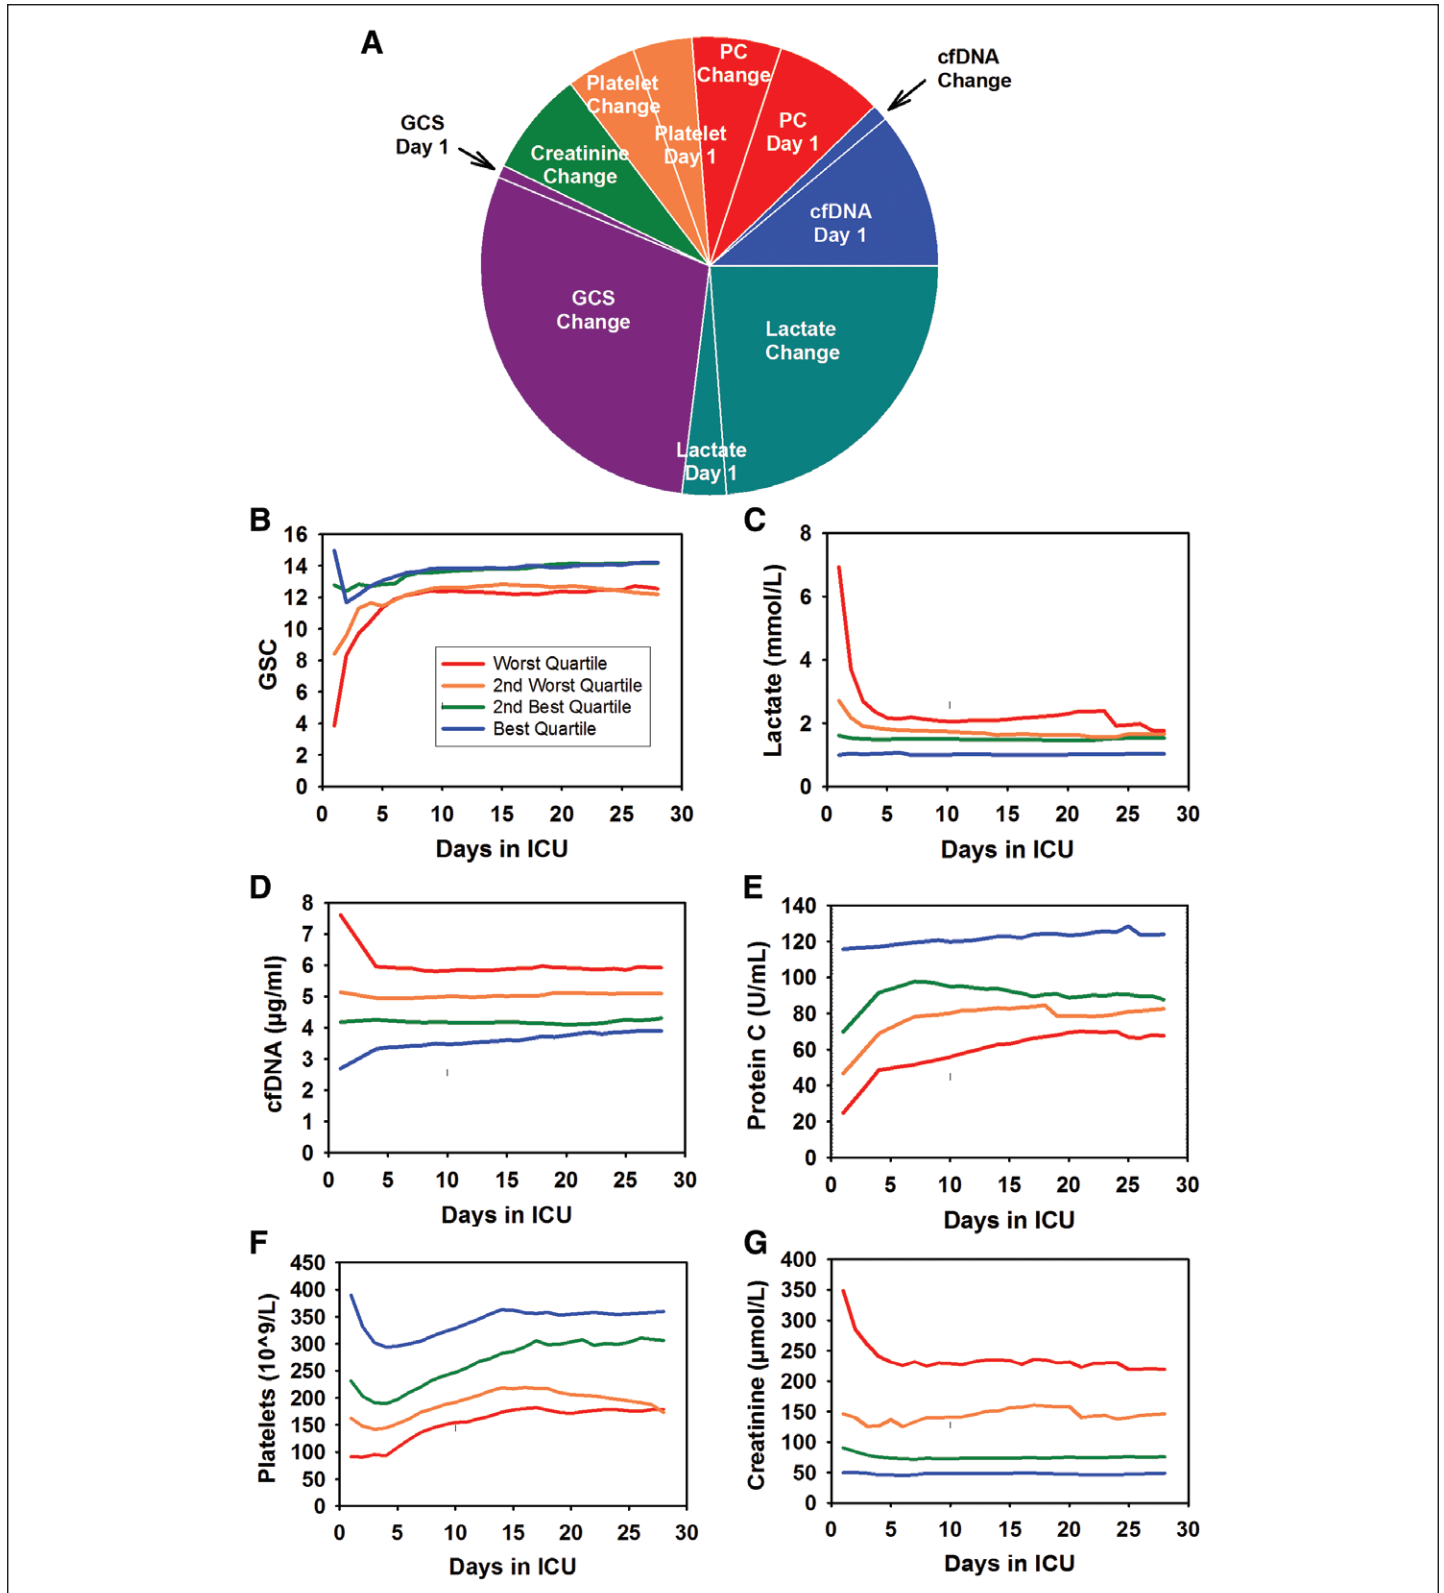 A
PC
Change
cfDNA
Change
Platelet
Change
GCS
Day 1
PC
Day 1
Platelet
Day 1
Creatinine
Change
cfDNA
Day 1
GCS
Change
Lactate
Change
Lactate
Day 1
B
GSC
16
14
12
10
8
6
4
2
0
Worst Quartile
2nd Worst Quartile
2nd Best Quartile
Best Quartile
0 5 10 15 20 25 30
Days in ICU
C
Lactate (mmol/L)
8
6
4
2
0
0 5 10 15 20 25 30
Days in ICU
D
cfDNA (µg/ml)
8
7
6
5
4
3
2
1
0
0 5 10 15 20 25 30
Days in ICU
E
Protein C (U/mL)
140
120
100
80
60
40
20
0
0 5 10 15 20 25 30
Days in ICU
F
Platelets (10^9/L)
450
400
350
300
250
200
150
100
50
0
0 5 10 15 20 25 30
Days in ICU
G
Creatinine (µmol/L)
400
350
300
250
200
150
100
50
0
0 5 10 15 20 25 30
Days in ICU